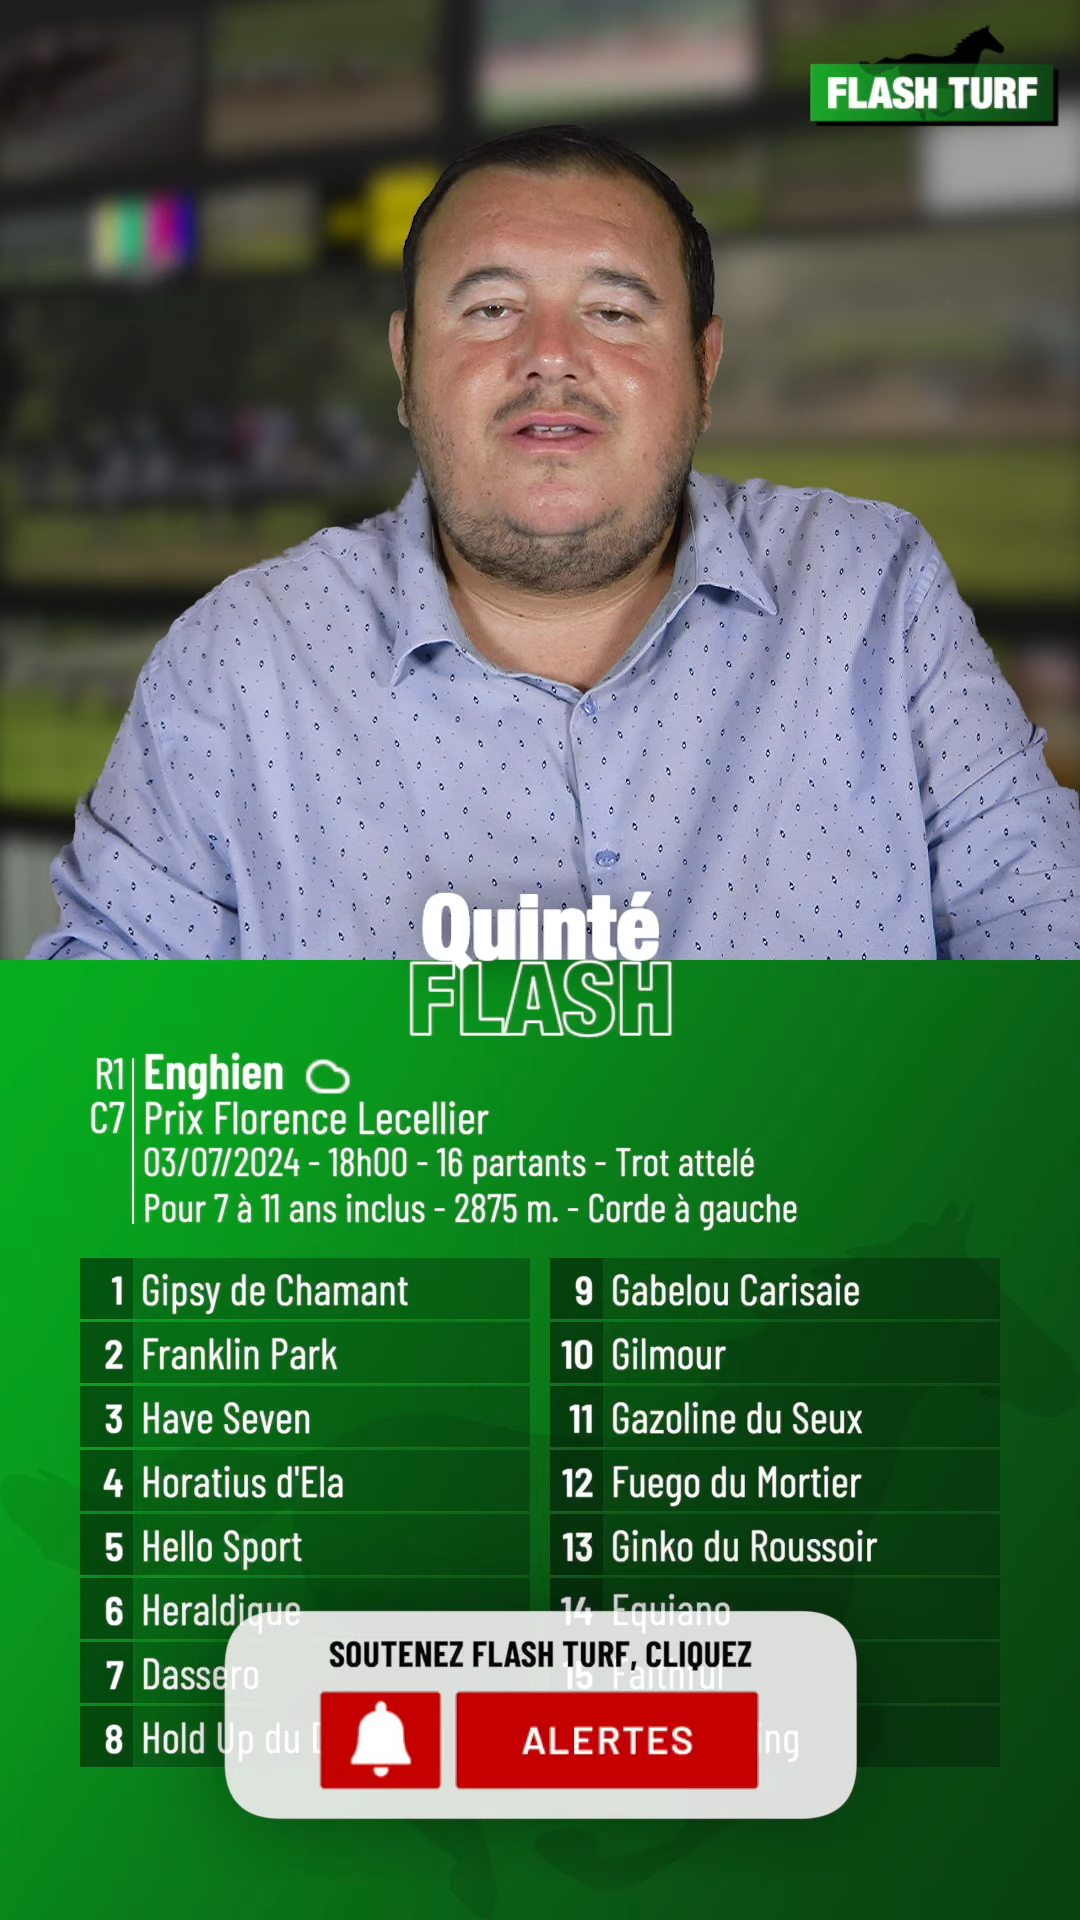 FLASH TURF
Quinté
FLASH
R1 Enghien
C7 Prix Florence Lecellier
03/07/2024 - 18h00 - 16 partants - Trot attelé
Pour 7 à 11 ans inclus - 2875 m. - Corde à gauche
1 Gipsy de Chamant
2 Franklin Park
3 Have Seven
4 Horatius d'Ela
5 Hello Sport
6 Heraldique
7 Dassero
8 Hold Up du
9 Gabelou Carisaie
10 Gilmour
11 Gazoline du Seux
12 Fuego du Mortier
13 Ginko du Roussoir
14 Equiano
15 Faithful
SOUTENEZ FLASH TURF, CLIQUEZ
ALERTES